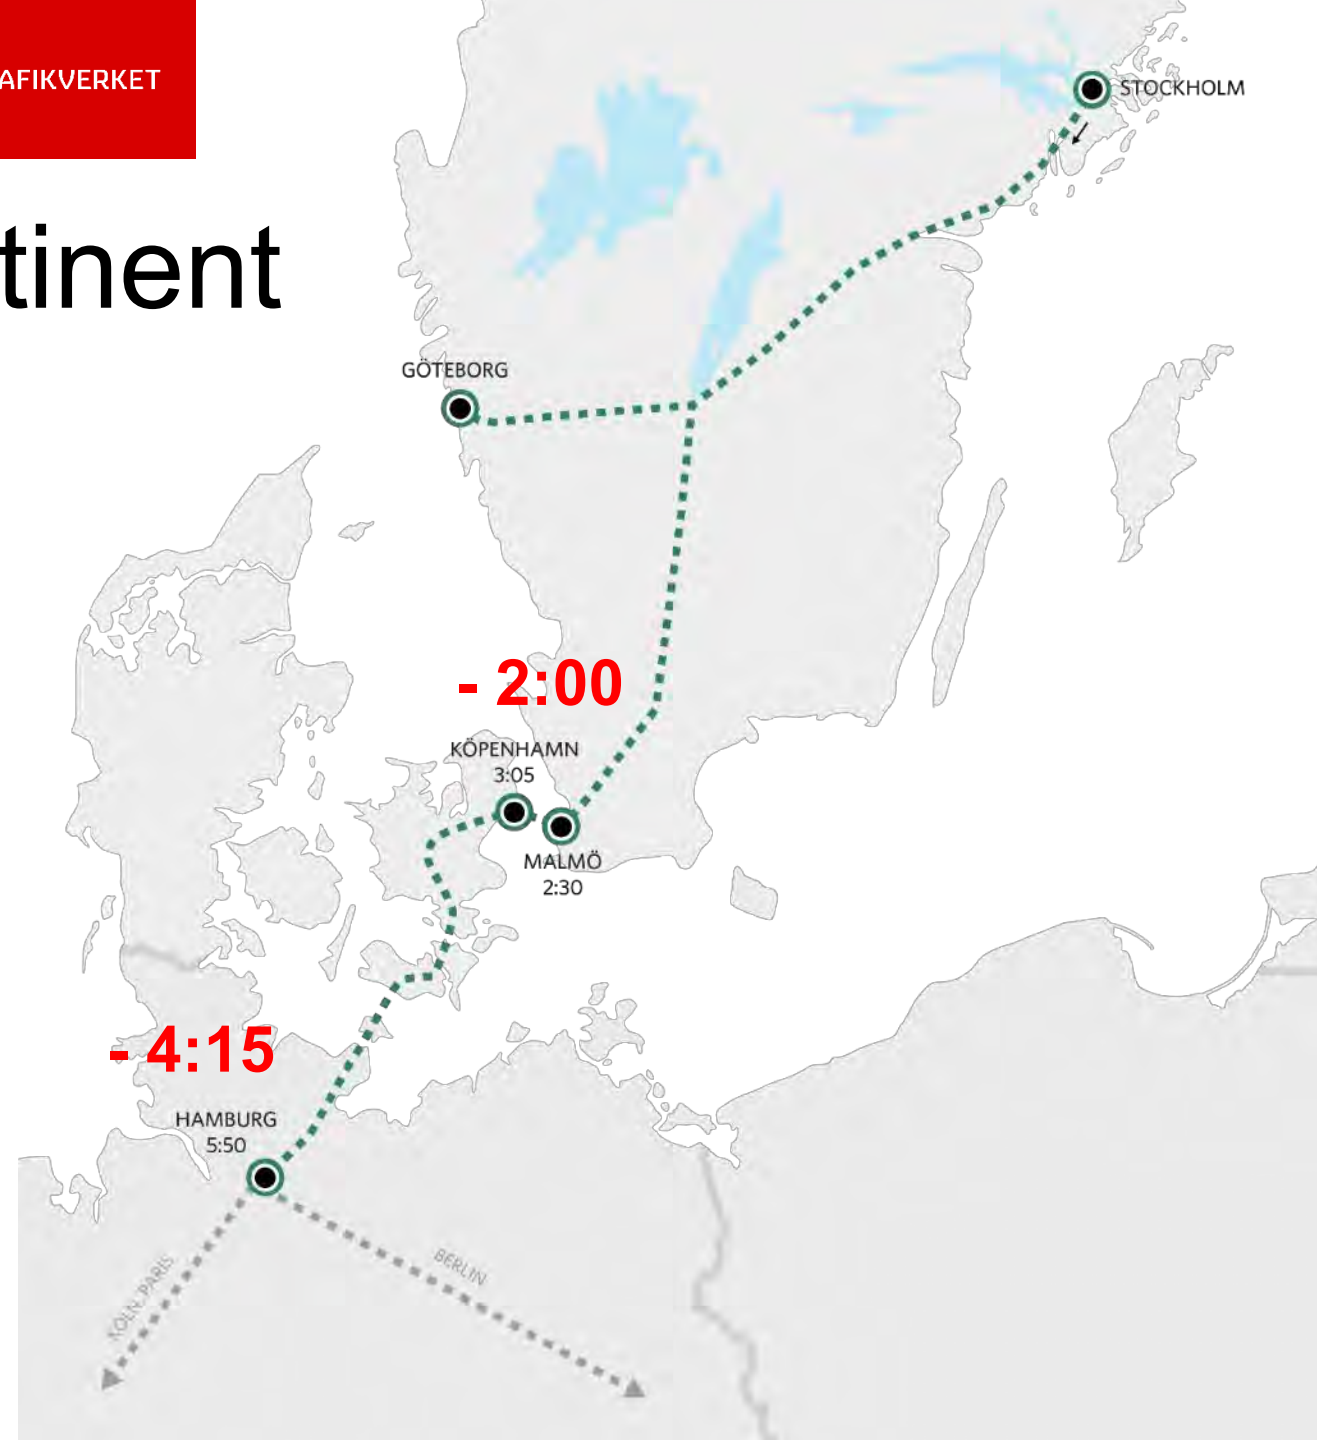 AFIKVERKET
tinent
STOCKHOLM
GÖTEBORG
- 2:00
KÖPENHAMN
3:05
MALMÖ
2:30
- 4:15
HAMBURG
5:50
KÖLN, PARIS
BERLIN